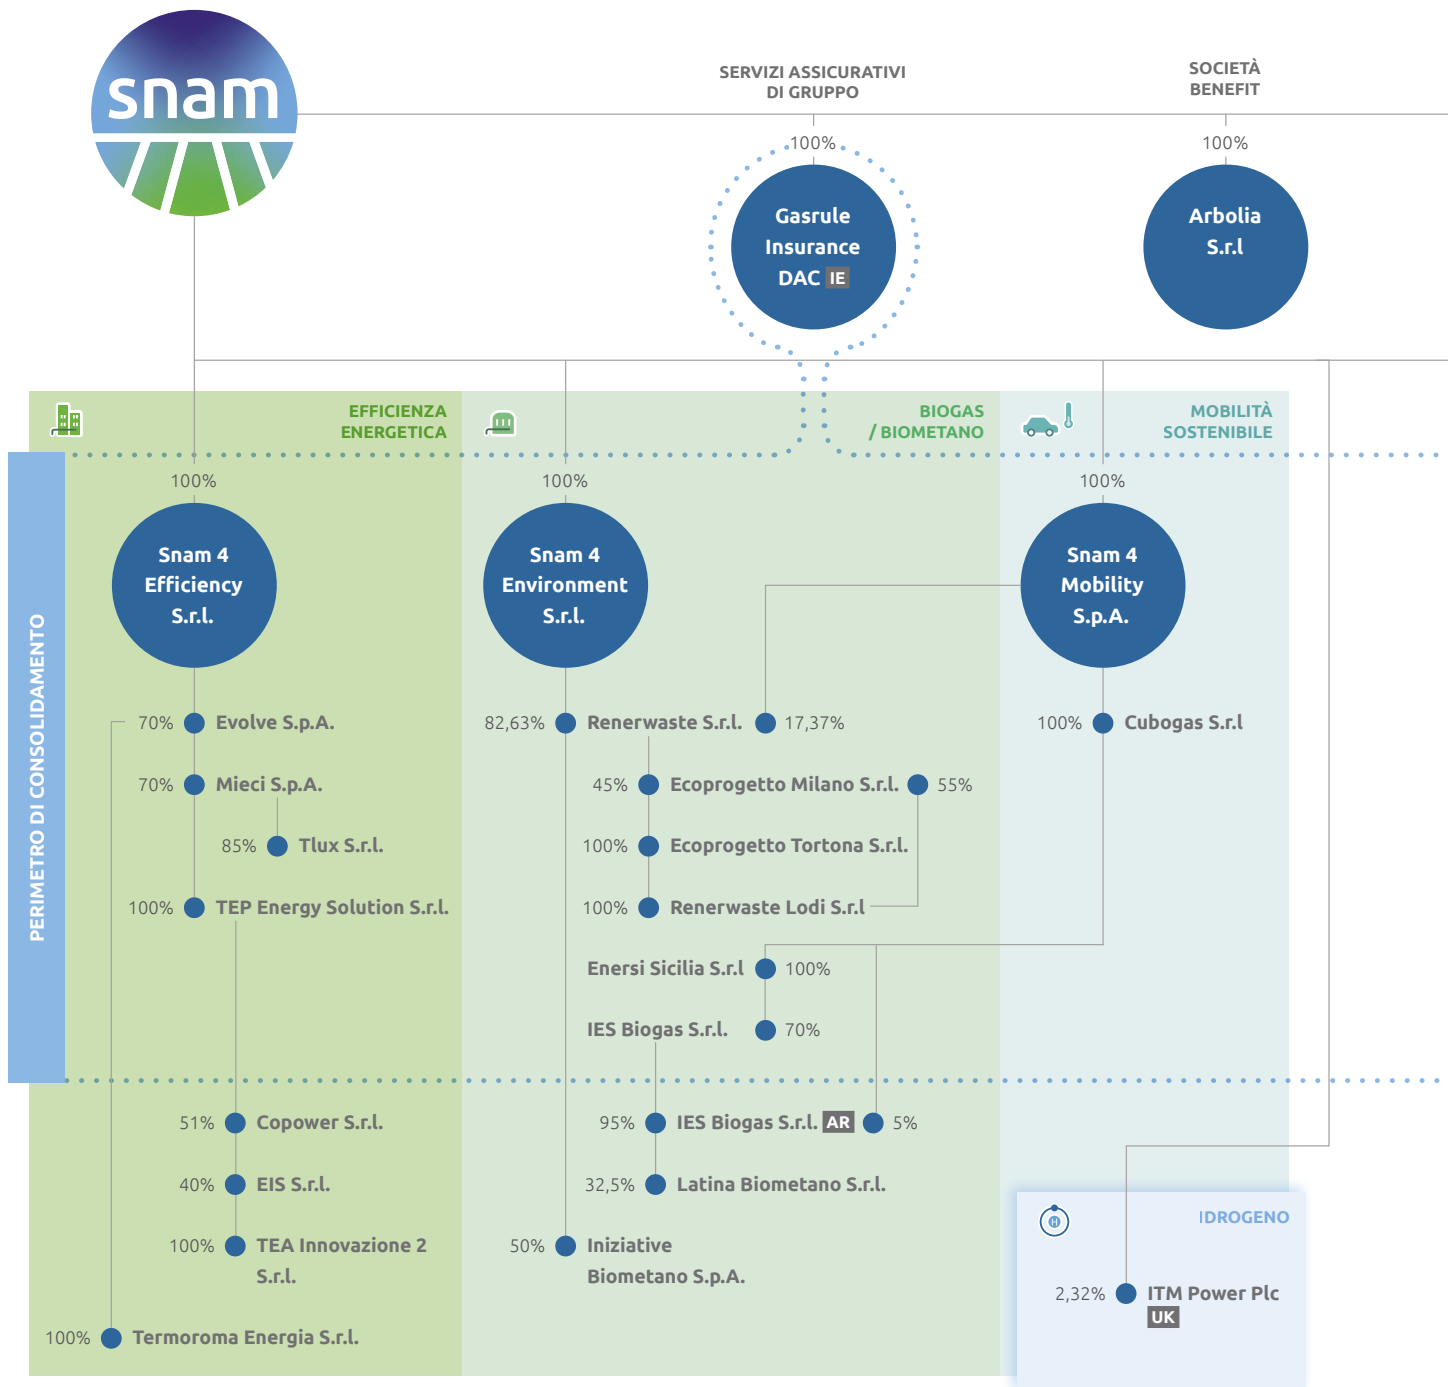 snam
SERVIZI ASSICURATIVI
DI GRUPPO
100%
Gasrule
Insurance
DAC IE
SOCIETÀ
BENEFIT
100%
Arbolia
S.r.l
PERIMETRO DI CONSOLIDAMENTO
EFFICIENZA
ENERGETICA
100%
Snam 4
Efficiency
S.r.l.
70% Evolve S.p.A.
70% Mieci S.p.A.
85% Tlux S.r.l.
100% TEP Energy Solution S.r.l.
51% Copower S.r.l.
40% EIS S.r.l.
100% TEA Innovazione 2
S.r.l.
100% Termoroma Energia S.r.l.
BIOGAS
/ BIOMETANO
100%
Snam 4
Environment
S.r.l.
82,63% Renerwaste S.r.l. 17,37%
45% Ecoprogetto Milano S.r.l. 55%
100% Ecoprogetto Tortona S.r.l.
100% Renerwaste Lodi S.r.l
Enersi Sicilia S.r.l 100%
IES Biogas S.r.l. 70%
95% IES Biogas S.r.l. AR 5%
32,5% Latina Biometano S.r.l.
50% Iniziative
Biometano S.p.A.
MOBILITÀ
SOSTENIBILE
100%
Snam 4
Mobility
S.p.A.
100% Cubogas S.r.l
H
IDROGENO
2,32% ITM Power Plc
UK